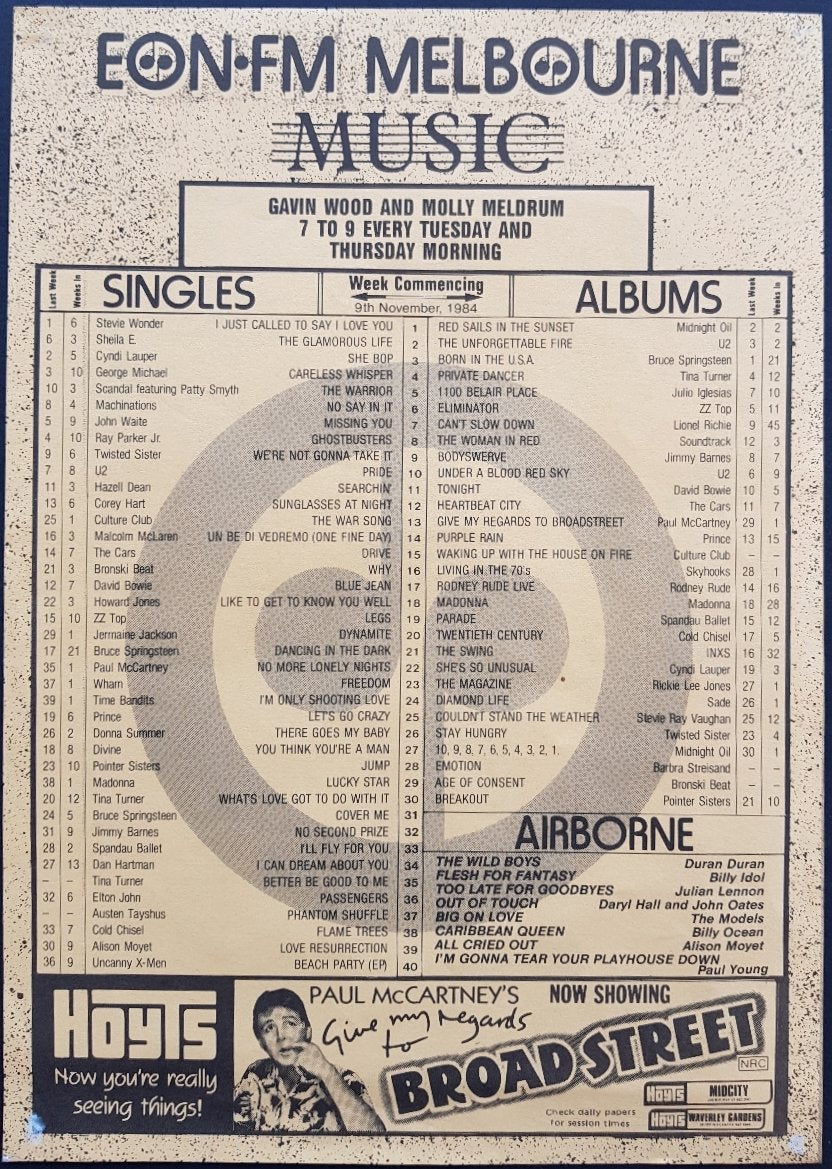 EON•FM MELBOURNE
MUSIC
GAVIN WOOD AND MOLLY MELDRUM
7 TO 9 EVERY TUESDAY AND
THURSDAY MORNING
Last Week Weeks In SINGLES Week Commencing ALBUMS Last Week Weeks In
9th November, 1984
1 6 Stevie Wonder I JUST CALLED TO SAY I LOVE YOU 1 RED SAILS IN THE SUNSET Midnight Oil 2 2
6 3 Sheila E. THE GLAMOROUS LIFE 2 THE UNFORGETTABLE FIRE U2 3 2
2 5 Cyndi Lauper SHE BOP 3 BORN IN THE U.S.A Bruce Springsteen 1 21
3 10 George Michael CARELESS WHISPER 4 PRIVATE DANCER Tina Turner 4 12
10 3 Scandal featuring Patty Smyth THE WARRIOR 5 1100 BELAIR PLACE Julio Iglesias 7 10
8 4 Machinations NO SAY IN IT 6 ELIMINATOR ZZ Top 5 11
5 9 John Waite MISSING YOU 7 CAN'T SLOW DOWN Lionel Richie 9 45
4 10 Ray Parker Jr. GHOSTBUSTERS 8 THE WOMAN IN RED Soundtrack 12 3
9 6 Twisted Sister WE'RE NOT GONNA TAKE IT 9 BODYSWERVE Jimmy Barnes 8 7
7 8 U2 PRIDE 10 UNDER A BLOOD RED SKY U2 6 9
11 3 Hazell Dean SEARCHIN' 11 TONIGHT David Bowie 10 5
13 6 Corey Hart SUNGLASSES AT NIGHT 12 HEARTBEAT CITY The Cars 11 7
25 1 Culture Club THE WAR SONG 13 GIVE MY REGARDS TO BROADSTREET Paul McCartney 29 1
16 3 Malcolm McLaren UN BE DI VEDREMO (ONE FINE DAY) 14 PURPLE RAIN Prince 13 15
14 7 The Cars DRIVE 15 WAKING UP WITH THE HOUSE ON FIRE Culture Club – –
21 3 Bronski Beat WHY 16 LIVING IN THE 70's Skyhooks 28 1
12 7 David Bowie BLUE JEAN 17 RODNEY RUDE LIVE Rodney Rude 14 16
22 3 Howard Jones LIKE TO GET TO KNOW YOU WELL 18 MADONNA Madonna 18 28
15 10 ZZ Top LEGS 19 PARADE Spandau Ballet 15 12
29 1 Jermaine Jackson DYNAMITE 20 TWENTIETH CENTURY Cold Chisel 17 5
17 21 Bruce Springsteen DANCING IN THE DARK 21 THE SWING INXS 16 32
35 1 Paul McCartney NO MORE LONELY NIGHTS 22 SHE'S SO UNUSUAL Cyndi Lauper 19 3
37 1 Wham FREEDOM 23 THE MAGAZINE Rickie Lee Jones 27 1
39 1 Time Bandits I'M ONLY SHOOTING LOVE 24 DIAMOND LIFE Sade 26 1
19 6 Prince LET'S GO CRAZY 25 COULDN'T STAND THE WEATHER Stevie Ray Vaughan 25 12
26 2 Donna Summer THERE GOES MY BABY 26 STAY HUNGRY Twisted Sister 23 4
18 8 Divine YOU THINK YOU'RE A MAN 27 10, 9, 8, 7, 6, 5, 4, 3, 2, 1. Midnight Oil 30 1
23 10 Pointer Sisters JUMP 28 EMOTION Barbra Streisand – –
38 1 Madonna LUCKY STAR 29 AGE OF CONSENT Bronski Beat – –
20 12 Tina Turner WHAT'S LOVE GOT TO DO WITH IT 30 BREAKOUT Pointer Sisters 21 10
24 5 Bruce Springsteen COVER ME 31
31 9 Jimmy Barnes NO SECOND PRIZE 32
28 2 Spandau Ballet I'LL FLY FOR YOU 33
27 13 Dan Hartman I CAN DREAM ABOUT YOU 34
– – Tina Turner BETTER BE GOOD TO ME 35
32 6 Elton John PASSENGERS 36
– – Austen Tayshus PHANTOM SHUFFLE 37
33 7 Cold Chisel FLAME TREES 38
30 9 Alison Moyet LOVE RESURRECTION 39
36 9 Uncanny X-Men BEACH PARTY (EP) 40
AIRBORNE
THE WILD BOYS Duran Duran
FLESH FOR FANTASY Billy Idol
TOO LATE FOR GOODBYES Julian Lennon
OUT OF TOUCH Daryl Hall and John Oates
BIG ON LOVE The Models
CARIBBEAN QUEEN Billy Ocean
ALL CRIED OUT Alison Moyet
I'M GONNA TEAR YOUR PLAYHOUSE DOWN
Paul Young
HOYTS
Now you're really
seeing things!
PAUL McCARTNEY'S NOW SHOWING
Give my regards
to
BROAD STREET
NRC
Check daily papers
for session times
HOYTS MIDCITY
HOYTS WAVERLEY GARDENS